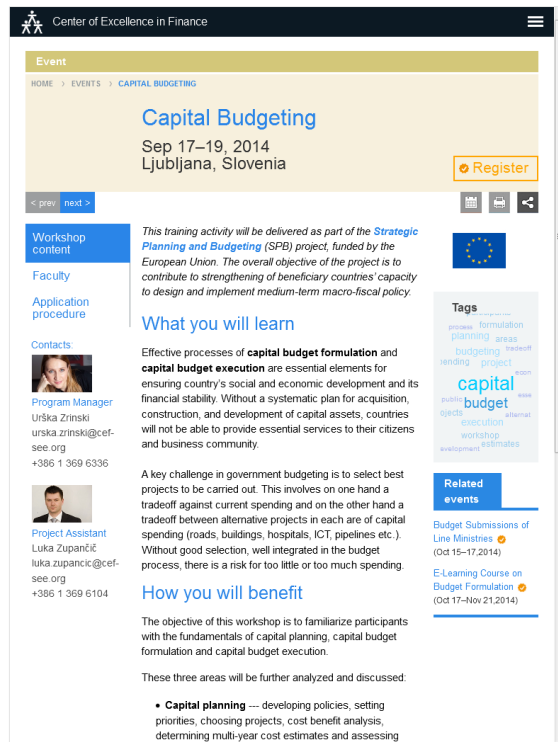 Center of Excellence in Finance
Event
HOME > EVENTS > CAPITAL BUDGETING
Capital Budgeting
Sep 17–19, 2014
Ljubljana, Slovenia
Register
< prev next >
Workshop
content
Faculty
Application
procedure
Contacts:
Program Manager
Urška Zrinski
urska.zrinski@cef-
see.org
+386 1 369 6336
Project Assistant
Luka Zupančič
luka.zupancic@cef-
see.org
+386 1 369 6104
This training activity will be delivered as part of the Strategic
Planning and Budgeting (SPB) project, funded by the
European Union. The overall objective of the project is to
contribute to strengthening of beneficiary countries' capacity
to design and implement medium-term macro-fiscal policy.
What you will learn
Effective processes of capital budget formulation and
capital budget execution are essential elements for
ensuring country's social and economic development and its
financial stability. Without a systematic plan for acquisition,
construction, and development of capital assets, countries
will not be able to provide essential services to their citizens
and business community.
A key challenge in government budgeting is to select best
projects to be carried out. This involves on one hand a
tradeoff against current spending and on the other hand a
tradeoff between alternative projects in each are of capital
spending (roads, buildings, hospitals, ICT, pipelines etc.).
Without good selection, well integrated in the budget
process, there is a risk for too little or too much spending.
How you will benefit
The objective of this workshop is to familiarize participants
with the fundamentals of capital planning, capital budget
formulation and capital budget execution.
These three areas will be further analyzed and discussed:
• Capital planning --- developing policies, setting
priorities, choosing projects, cost benefit analysis,
determining multi-year cost estimates and assessing
Tags
process formulation
planning areas
budgeting tradeoff
ending project
capital
public budget
ojects alternat
execution
workshop
estimates
evelopment
Related
events
Budget Submissions of
Line Ministries
(Oct 15–17,2014)
E-Learning Course on
Budget Formulation
(Oct 17–Nov 21,2014)